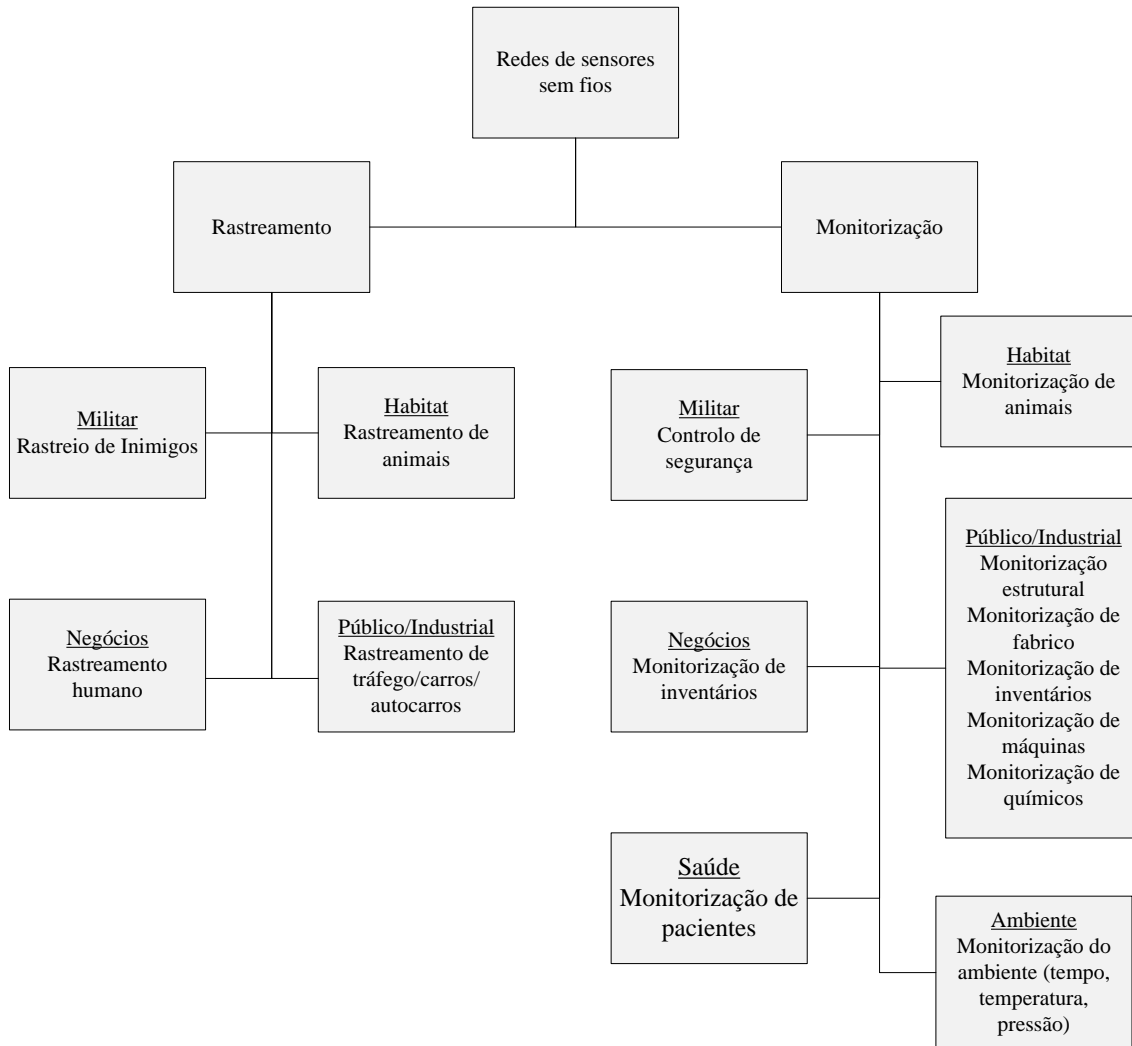 Redes de sensores
sem fios
Rastreamento
Monitorização
Militar
Rastreio de Inimigos
Habitat
Rastreamento de
animais
Negócios
Rastreamento
humano
Público/Industrial
Rastreamento de
tráfego/carros/
autocarros
Militar
Controlo de
segurança
Habitat
Monitorização de
animais
Negócios
Monitorização de
inventários
Público/Industrial
Monitorização
estrutural
Monitorização de
fabrico
Monitorização de
inventários
Monitorização de
máquinas
Monitorização de
químicos
Saúde
Monitorização de
pacientes
Ambiente
Monitorização do
ambiente (tempo,
temperatura,
pressão)